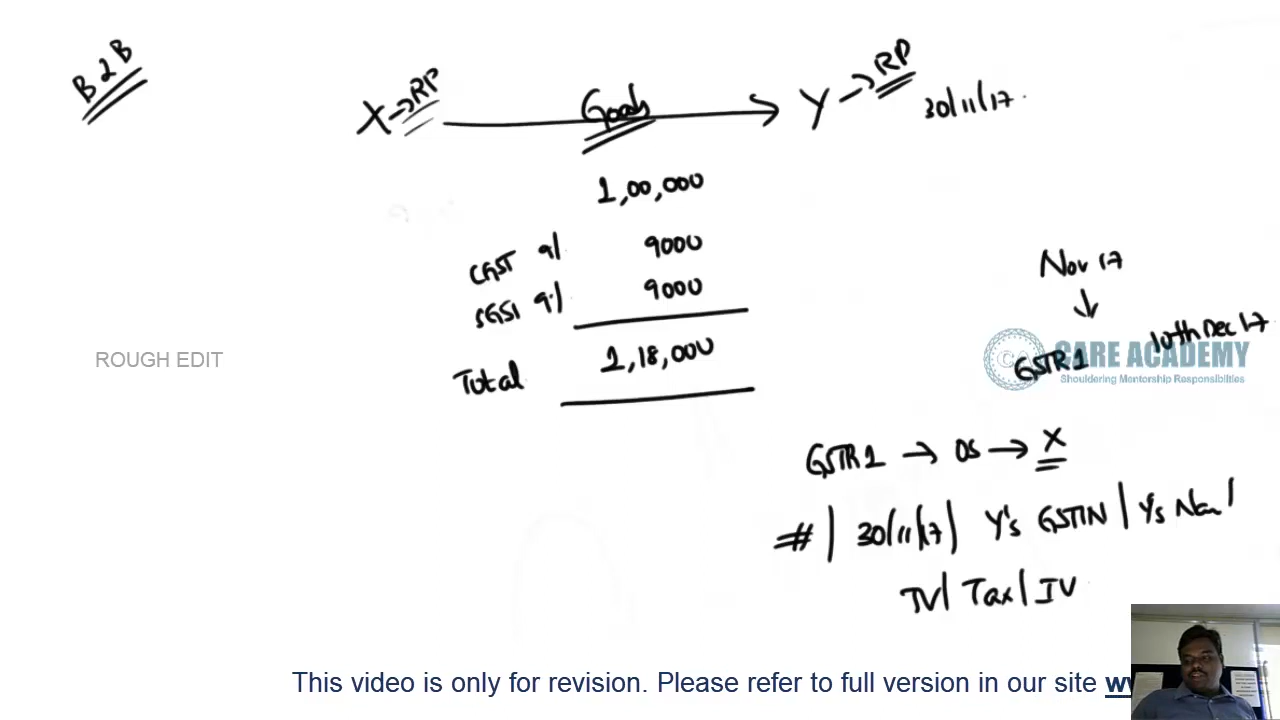 B2B
X → RP Goods Y → RP 30/11/17
1,00,000
CGST 9% 9000
SGST 9% 9000
Total 1,18,000
Nov 17
GSTR1 10th Dec 17
CARE ACADEMY
Shouldering Mentorship Responsibilities
ROUGH EDIT
GSTR1 → OS → X
# | 30/11/17 | Y's GSTIN | Y's Nam |
TV | Tax | IV
This video is only for revision. Please refer to full version in our site